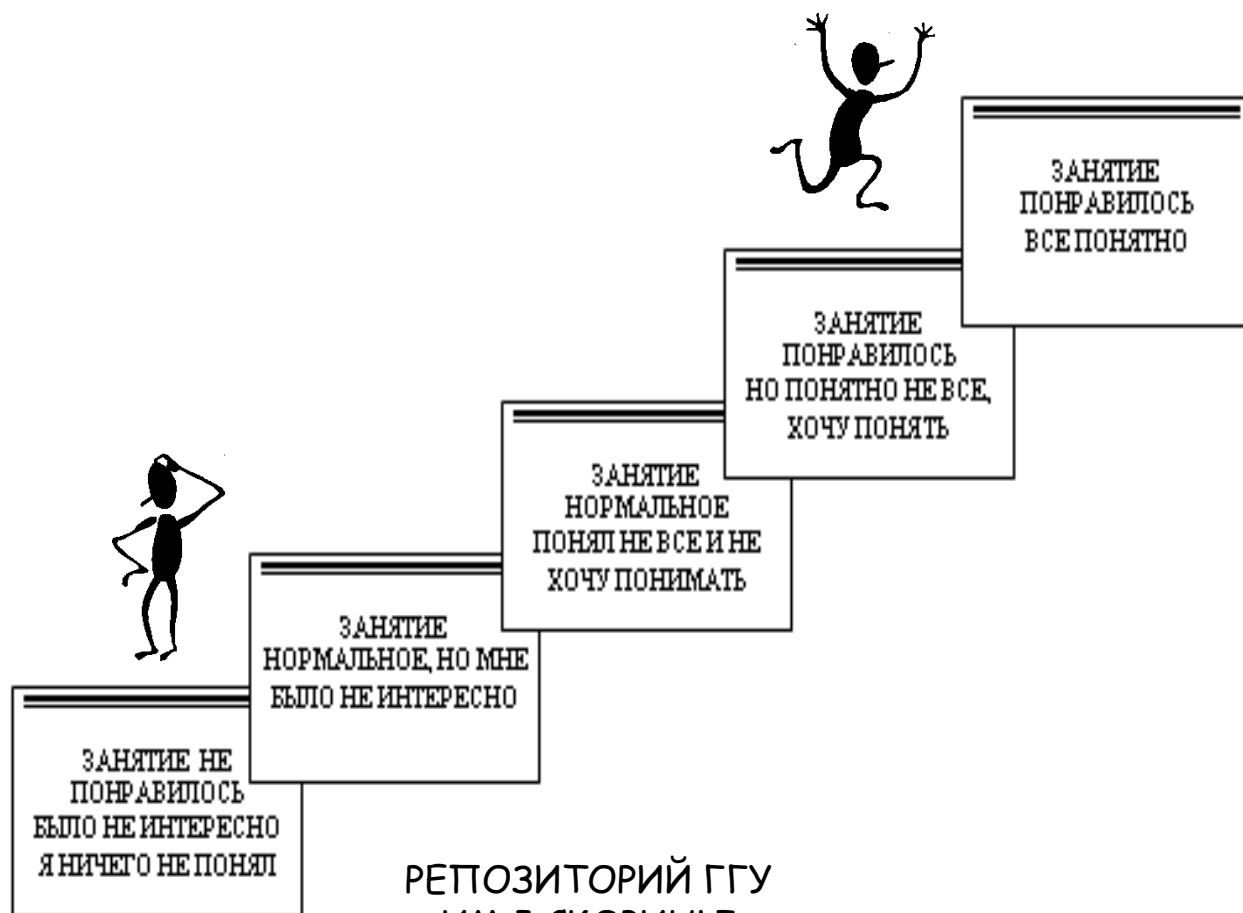 ЗАНЯТИЕ
ПОНРАВИЛОСЬ
ВСЕ ПОНЯТНО
ЗАНЯТИЕ
ПОНРАВИЛОСЬ
НО ПОНЯТНО НЕ ВСЕ,
ХОЧУ ПОНЯТЬ
ЗАНЯТИЕ
НОРМАЛЬНОЕ
ПОНЯЛ НЕ ВСЕ И НЕ
ХОЧУ ПОНИМАТЬ
ЗАНЯТИЕ
НОРМАЛЬНОЕ, НО МНЕ
БЫЛО НЕ ИНТЕРЕСНО
ЗАНЯТИЕ НЕ
ПОНРАВИЛОСЬ
БЫЛО НЕ ИНТЕРЕСНО
Я НИЧЕГО НЕ ПОНЯЛ
РЕПОЗИТОРИЙ ГГУ